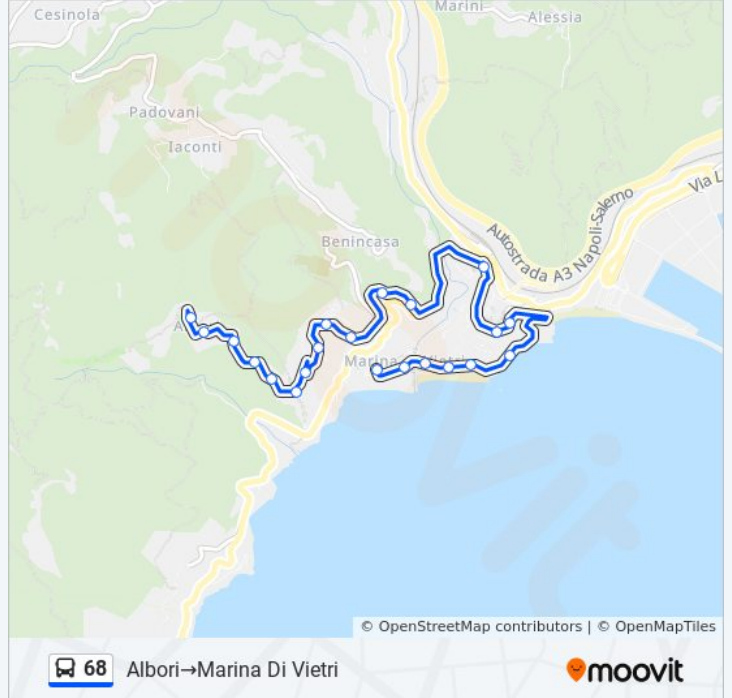 Cesinola
Marini
Alessia
Padovani
Iaconti
Via L
Autostrada A3 Napoli-Salerno
Benincasa
A
Marina
Vietri
© OpenStreetMap contributors | © OpenMapTiles
68 Albori→Marina Di Vietri
moovit